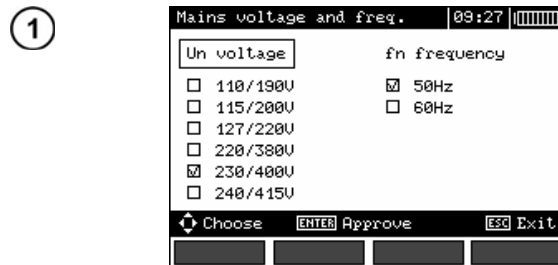 1
Mains voltage and freq. 09:27
Un voltage fn frequency
110/190V 50Hz
115/200V 60Hz
127/220V
220/380V
230/400V
240/415V
Choose ENTER Approve ESC Exit